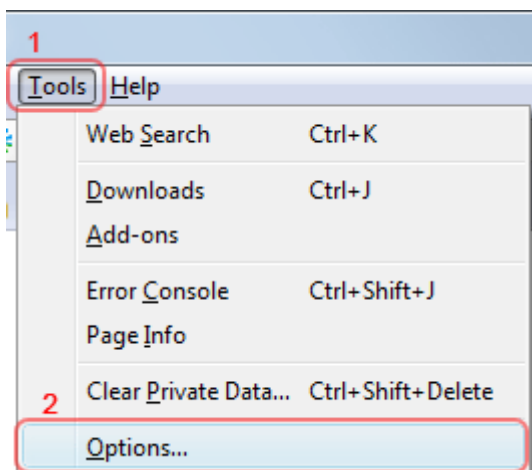 1
Tools Help
Web Search Ctrl+K
Downloads Ctrl+J
Add-ons
Error Console Ctrl+Shift+J
Page Info
Clear Private Data... Ctrl+Shift+Delete
2
Options...